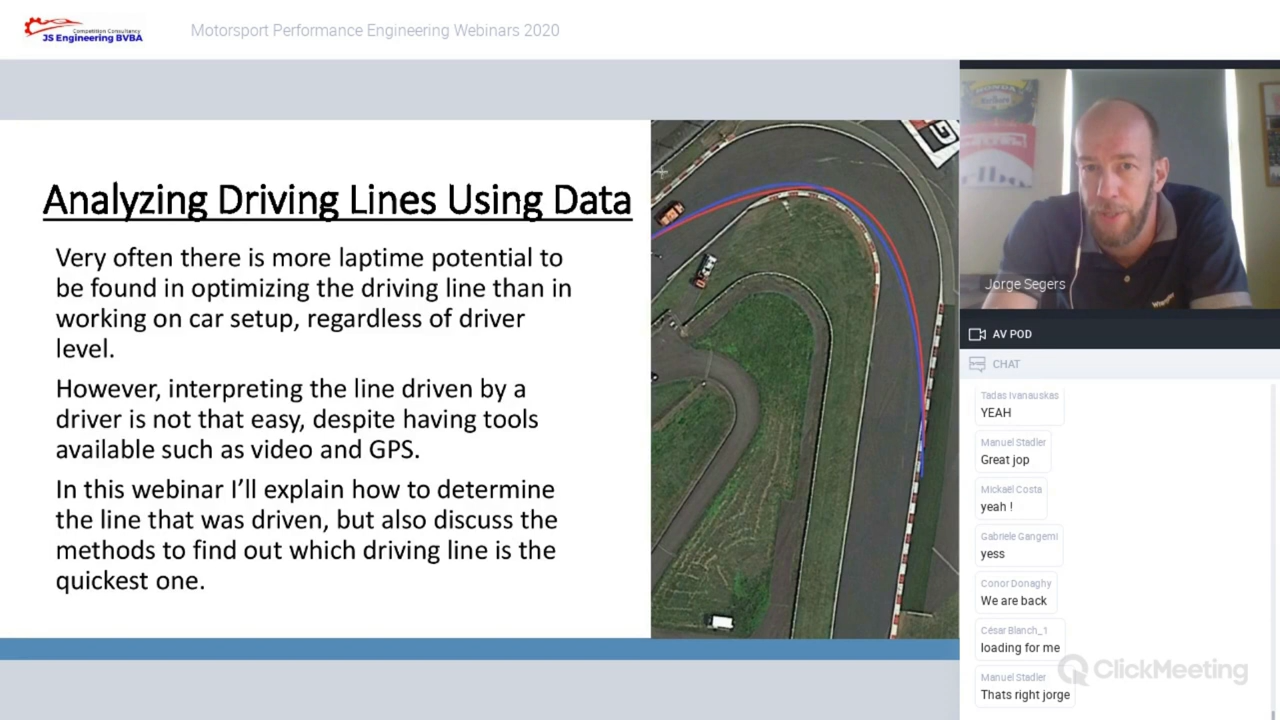 Competition Consultancy
JS Engineering BVBA
Motorsport Performance Engineering Webinars 2020
Analyzing Driving Lines Using Data
Very often there is more laptime potential to
be found in optimizing the driving line than in
working on car setup, regardless of driver
level.
However, interpreting the line driven by a
driver is not that easy, despite having tools
available such as video and GPS.
In this webinar I’ll explain how to determine
the line that was driven, but also discuss the
methods to find out which driving line is the
quickest one.
Jorge Segers
AV POD
CHAT
Tadas Ivanauskas
YEAH
Manuel Stadler
Great jop
Mickaël Costa
yeah !
Gabriele Gangemi
yess
Conor Donaghy
We are back
César Blanch_1
loading for me
Manuel Stadler
Thats right jorge
ClickMeeting